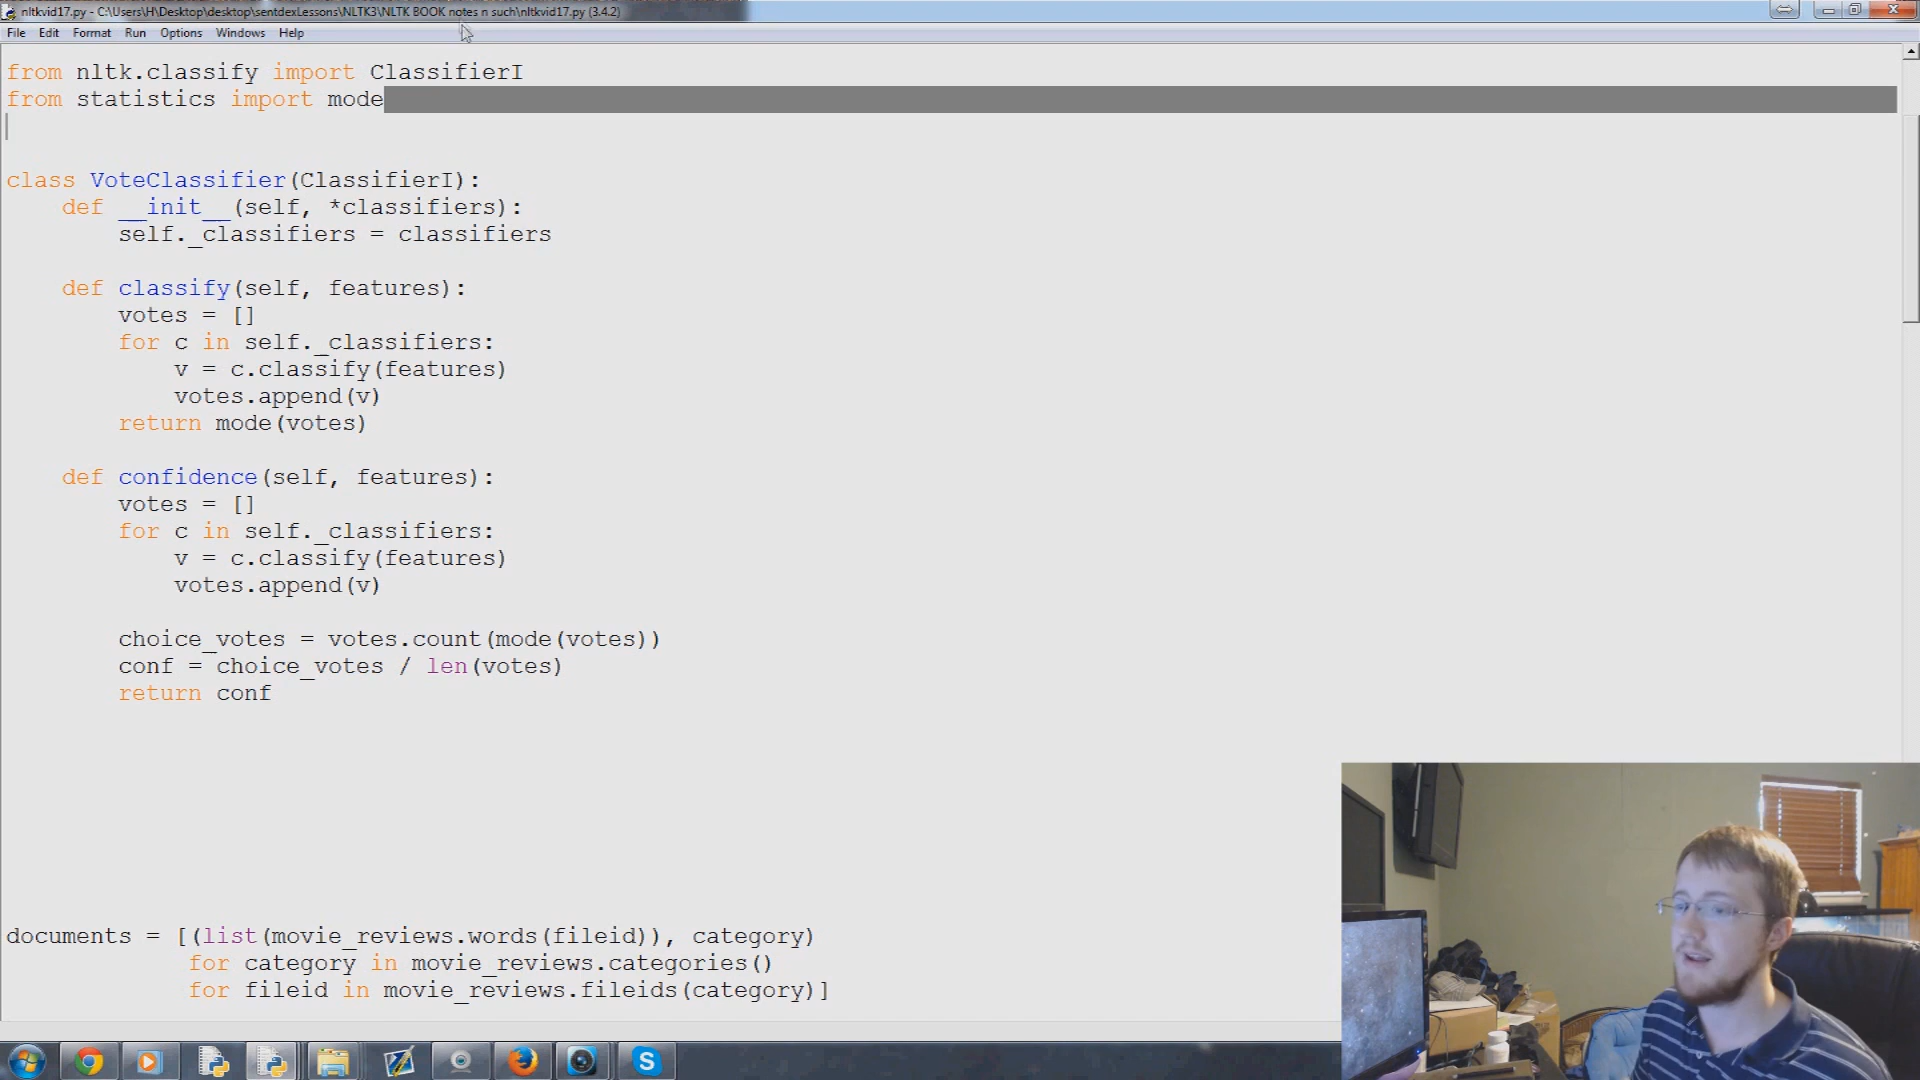 nltkvid17.py - C:\Users\H\Desktop\desktop\sentdexLessons\NLTK3\NLTK BOOK notes n such\nltkvid17.py (3.4.2)
File Edit Format Run Options Windows Help
from nltk.classify import ClassifierI
from statistics import mode
class VoteClassifier(ClassifierI):
def __init__(self, *classifiers):
self._classifiers = classifiers
def classify(self, features):
votes = []
for c in self._classifiers:
v = c.classify(features)
votes.append(v)
return mode(votes)
def confidence(self, features):
votes = []
for c in self._classifiers:
v = c.classify(features)
votes.append(v)
choice_votes = votes.count(mode(votes))
conf = choice_votes / len(votes)
return conf
documents = [(list(movie_reviews.words(fileid)), category)
for category in movie_reviews.categories()
for fileid in movie_reviews.fileids(category)]